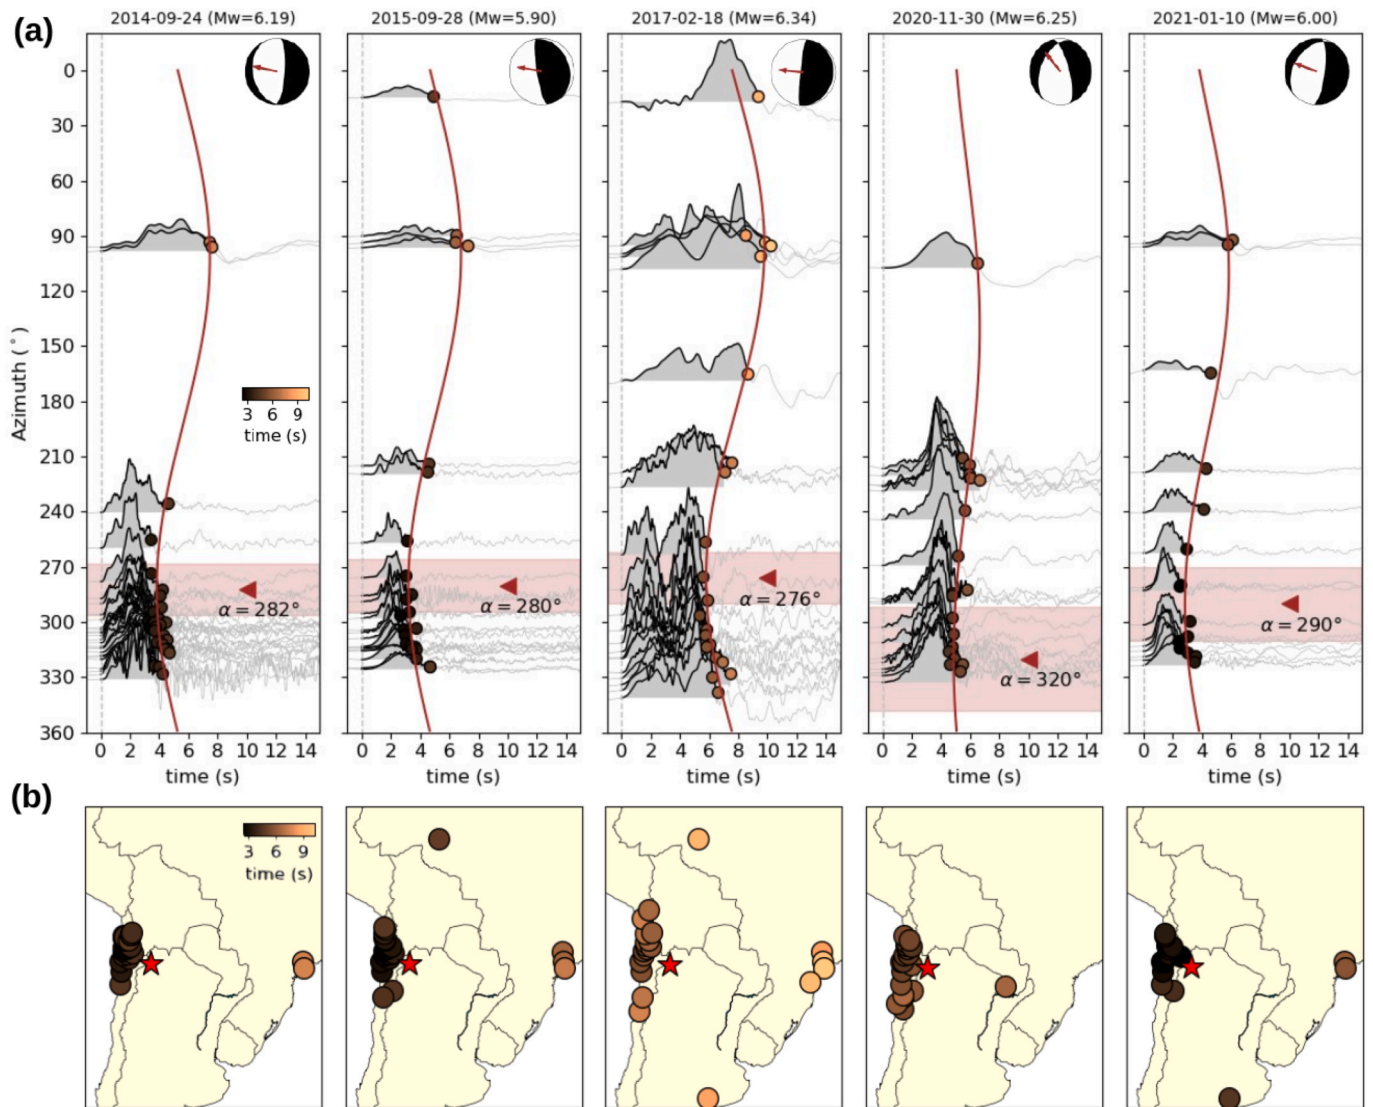 (a)
2014-09-24 (Mw=6.19)
2015-09-28 (Mw=5.90)
2017-02-18 (Mw=6.34)
2020-11-30 (Mw=6.25)
2021-01-10 (Mw=6.00)
Azimuth (°)
0
30
60
90
120
150
180
210
240
270
300
330
360
3 6 9
time (s)
α = 282°
α = 280°
α = 276°
α = 320°
α = 290°
0 2 4 6 8 10 12 14
0 2 4 6 8 10 12 14
0 2 4 6 8 10 12 14
0 2 4 6 8 10 12 14
0 2 4 6 8 10 12 14
time (s)
time (s)
time (s)
time (s)
time (s)
(b)
3 6 9
time (s)